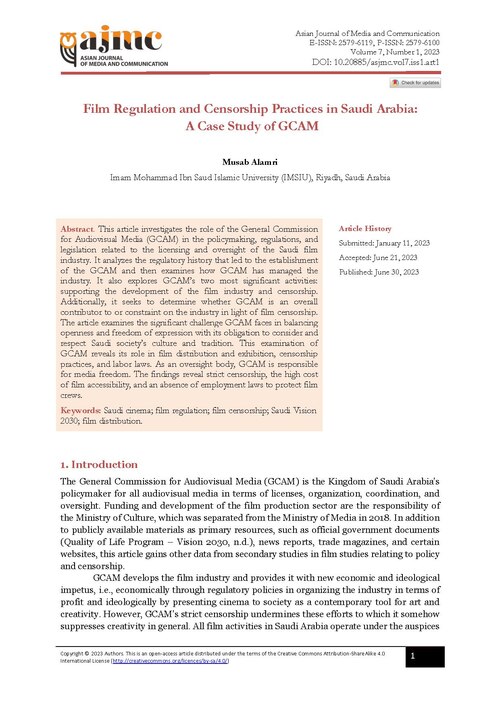 ajmc
ASIAN JOURNAL
OF MEDIA AND COMMUNICATION
Asian Journal of Media and Communication
E-ISSN: 2579-6119, P-ISSN: 2579-6100
Volume 7, Number 1, 2023
DOI: 10.20885/asjmc.vol7.iss1.art1
Check for updates
Film Regulation and Censorship Practices in Saudi Arabia:
A Case Study of GCAM
Musab Alamri
Imam Mohammad Ibn Saud Islamic University (IMSIU), Riyadh, Saudi Arabia
Abstract. This article investigates the role of the General Commission
for Audiovisual Media (GCAM) in the policymaking, regulations, and
legislation related to the licensing and oversight of the Saudi film
industry. It analyzes the regulatory history that led to the establishment
of the GCAM and then examines how GCAM has managed the
industry. It also explores GCAM's two most significant activities:
supporting the development of the film industry and censorship.
Additionally, it seeks to determine whether GCAM is an overall
contributor to or constraint on the industry in light of film censorship.
The article examines the significant challenge GCAM faces in balancing
openness and freedom of expression with its obligation to consider and
respect Saudi society's culture and tradition. This examination of
GCAM reveals its role in film distribution and exhibition, censorship
practices, and labor laws. As an oversight body, GCAM is responsible
for media freedom. The findings reveal strict censorship, the high cost
of film accessibility, and an absence of employment laws to protect film
crews.
Keywords: Saudi cinema; film regulation; film censorship; Saudi Vision
2030; film distribution.
Article History
Submitted: January 11, 2023
Accepted: June 21, 2023
Published: June 30, 2023
1. Introduction
The General Commission for Audiovisual Media (GCAM) is the Kingdom of Saudi Arabia's
policymaker for all audiovisual media in terms of licenses, organization, coordination, and
oversight. Funding and development of the film production sector are the responsibility of
the Ministry of Culture, which was separated from the Ministry of Media in 2018. In addition
to publicly available materials as primary resources, such as official government documents
(Quality of Life Program – Vision 2030, n.d.), news reports, trade magazines, and certain
websites, this article gains other data from secondary studies in film studies relating to policy
and censorship.
GCAM develops the film industry and provides it with new economic and ideological
impetus, i.e., economically through regulatory policies in organizing the industry in terms of
profit and ideologically by presenting cinema to society as a contemporary tool for art and
creativity. However, GCAM's strict censorship undermines these efforts to which it somehow
suppresses creativity in general. All film activities in Saudi Arabia operate under the auspices
Copyright © 2023 Authors. This is an open-access article distributed under the terms of the Creative Commons Attribution-ShareAlike 4.0
International License (http://creativecommons.org/licences/by-sa/4.0/)
1